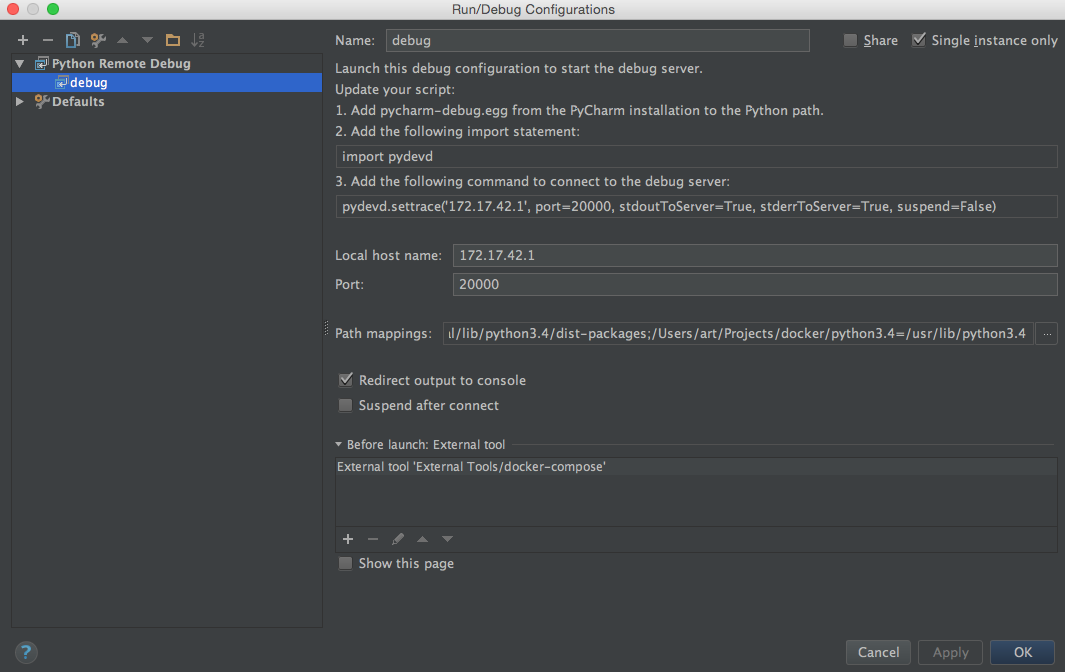 Run/Debug Configurations
Python Remote Debug
debug
Defaults
Name: debug
Share
Single instance only
Launch this debug configuration to start the debug server.
Update your script:
1. Add pycharm-debug.egg from the PyCharm installation to the Python path.
2. Add the following import statement:
import pydevd
3. Add the following command to connect to the debug server:
pydevd.settrace('172.17.42.1', port=20000, stdoutToServer=True, stderrToServer=True, suspend=False)
Local host name: 172.17.42.1
Port: 20000
Path mappings: al/lib/python3.4/dist-packages;/Users/art/Projects/docker/python3.4=/usr/lib/python3.4 ...
Redirect output to console
Suspend after connect
Before launch: External tool
External tool 'External Tools/docker-compose'
Show this page
?
Cancel
Apply
OK